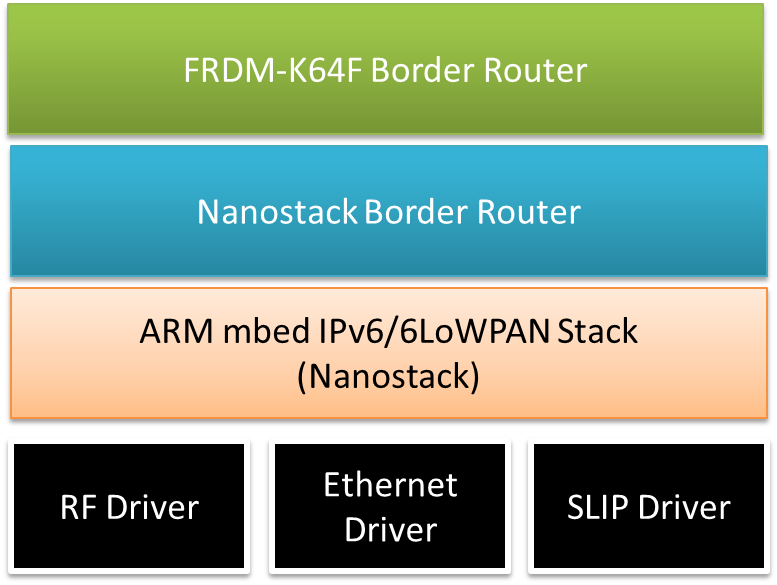 FRDM-K64F Border Router
Nanostack Border Router
ARM mbed IPv6/6LoWPAN Stack
(Nanostack)
RF Driver
Ethernet
Driver
SLIP Driver